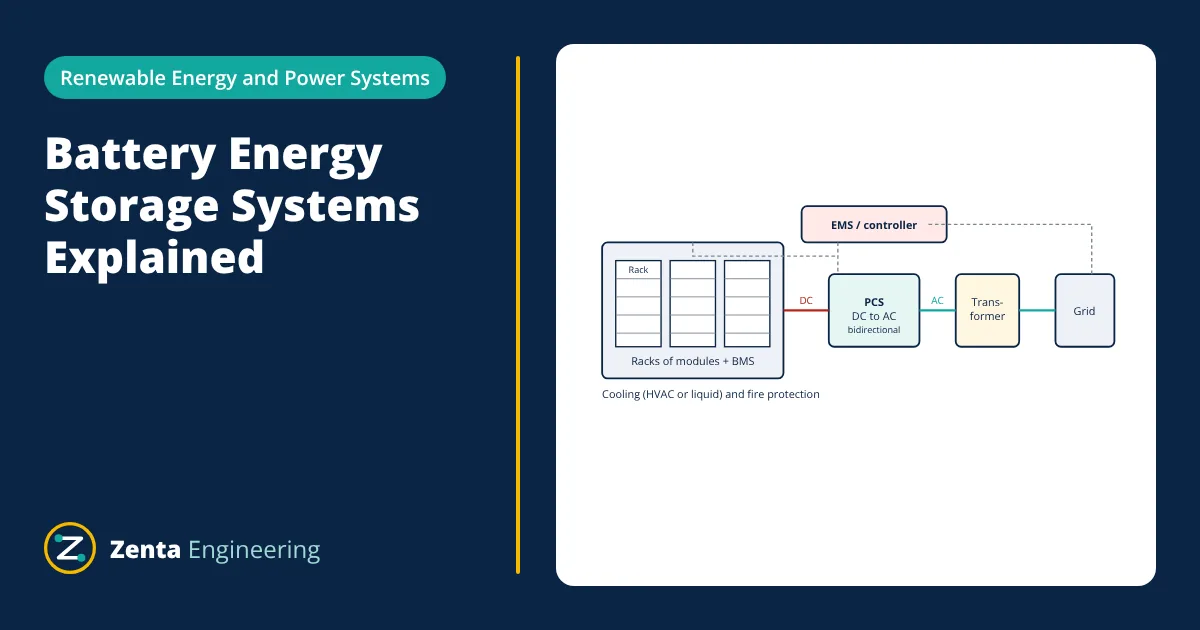 Renewable Energy and Power Systems
Battery Energy
Storage Systems
Explained
Zenta Engineering
EMS / controller
Rack
Racks of modules + BMS
Cooling (HVAC or liquid) and fire protection
DC
PCS
DC to AC
bidirectional
AC
Trans-
former
Grid